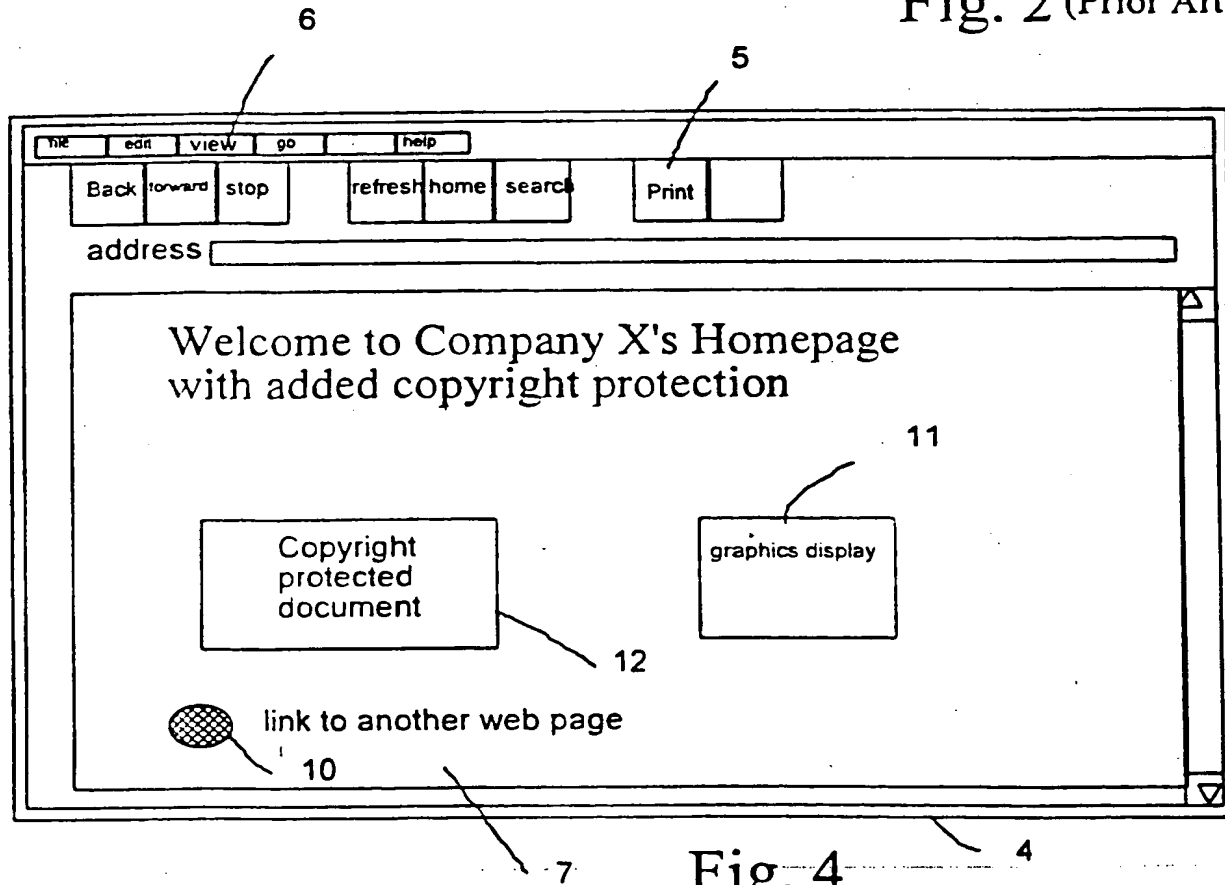 Fig. 2 (Prior Art
6
5
file edit view go help
Back forward stop refresh home search Print
address
Welcome to Company X's Homepage
with added copyright protection
11
Copyright
protected
document
graphics display
12
link to another web page
10
4
7
Fig. 4